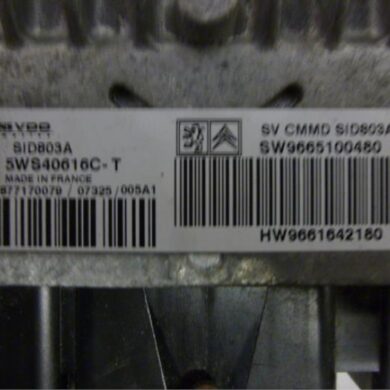 SID803A
5WS40616C-T
MADE IN FRANCE
877170079 / 07325 / 005A1
SV CMMD SID803A
SW9665100480
HW9661642180